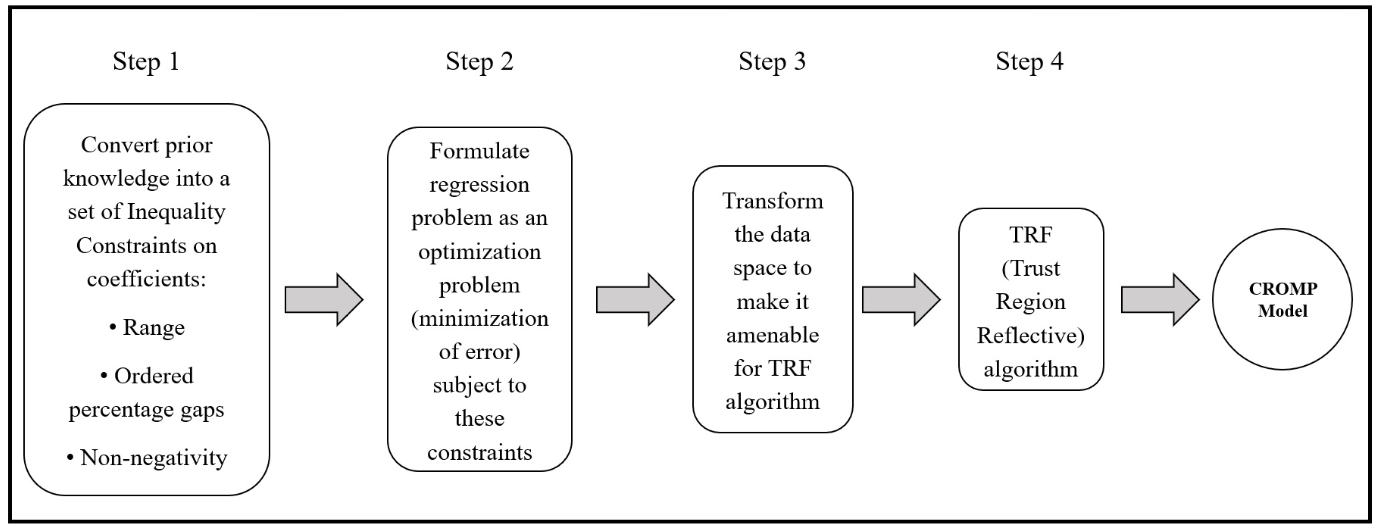 Step 1
Convert prior
knowledge into a
set of Inequality
Constraints on
coefficients:
• Range
• Ordered
percentage gaps
• Non-negativity
Step 2
Formulate
regression
problem as an
optimization
problem
(minimization
of error)
subject to
these
constraints
Step 3
Transform
the data
space to
make it
amenable
for TRF
algorithm
Step 4
TRF
(Trust
Region
Reflective)
algorithm
CROMP
Model